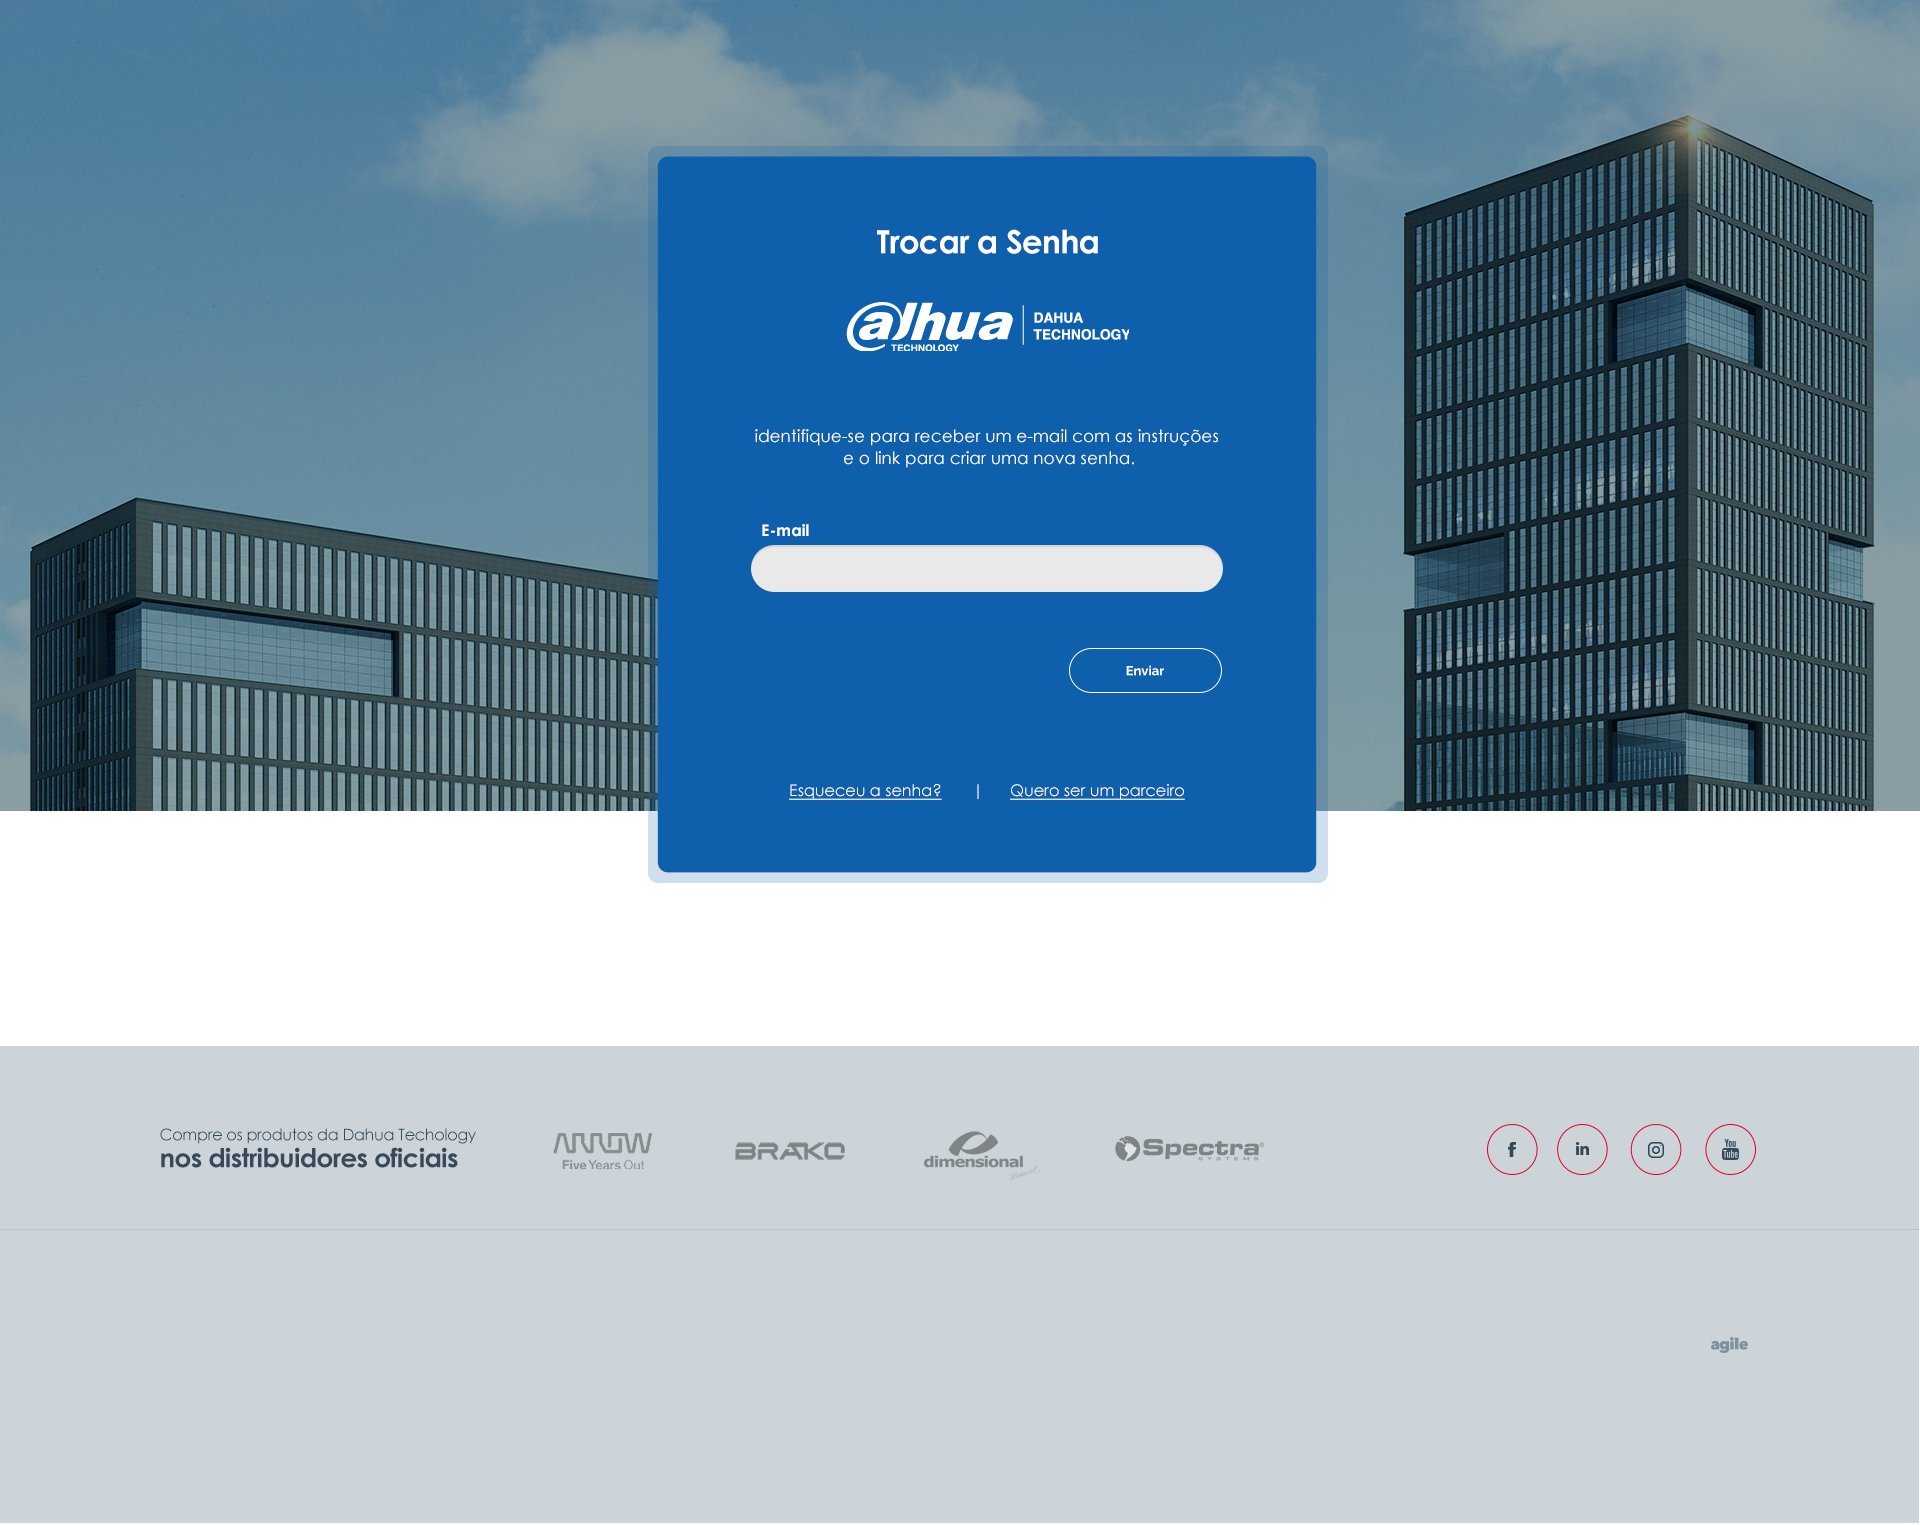 Trocar a Senha
alhua
TECHNOLOGY
DAHUA
TECHNOLOGY
identifique-se para receber um e-mail com as instruções
e o link para criar uma nova senha.
E-mail
Enviar
Esqueceu a senha? | Quero ser um parceiro
Compre os produtos da Dahua Techology
nos distribuidores oficiais
ARROW
Five Years Out
BRAKO
dimensional
Brasil
Spectra
SYSTEMS
f
in
You
Tube
agile